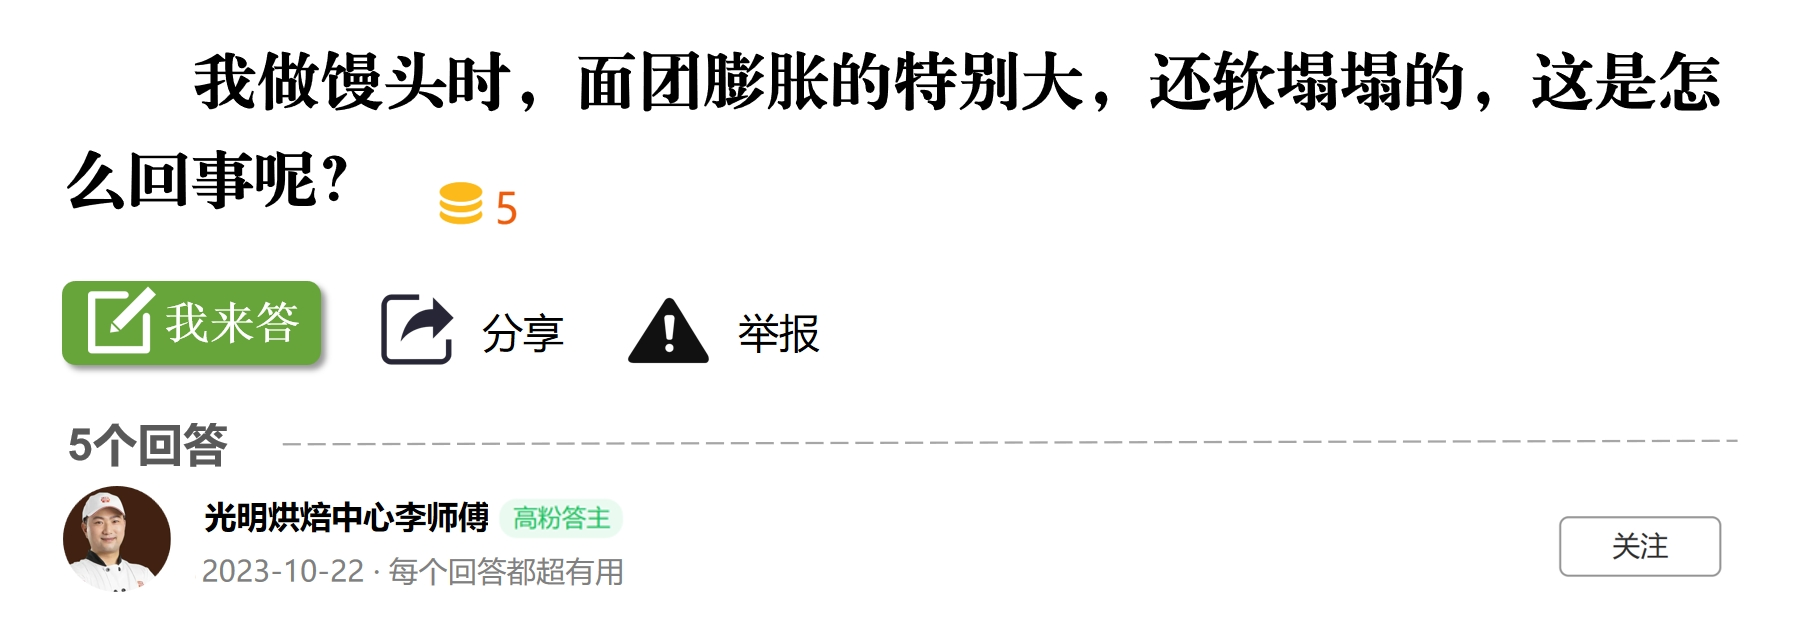 我做馒头时，面团膨胀的特别大，还软塌塌的，这是怎
么回事呢？
5
我来答 分享 举报
5个回答
光明烘焙中心李师傅 高粉答主
2023-10-22 · 每个回答都超有用
关注